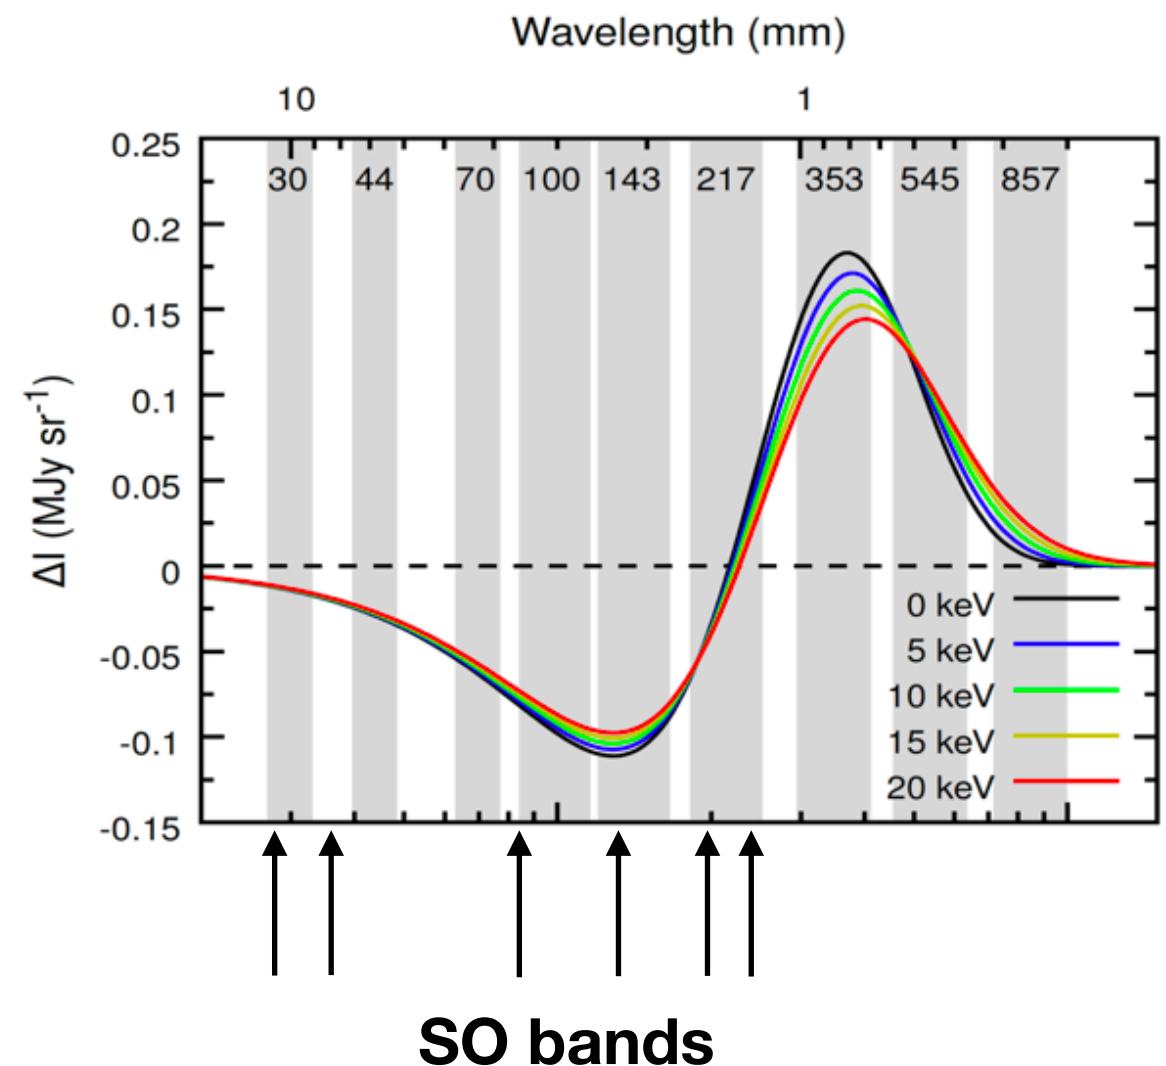 Wavelength (mm)
10 1
30 44 70 100 143 217 353 545 857
0.25
0.2
0.15
0.1
0.05
0
-0.05
-0.1
-0.15
ΔI (MJy sr⁻¹)
0 keV
5 keV
10 keV
15 keV
20 keV
SO bands